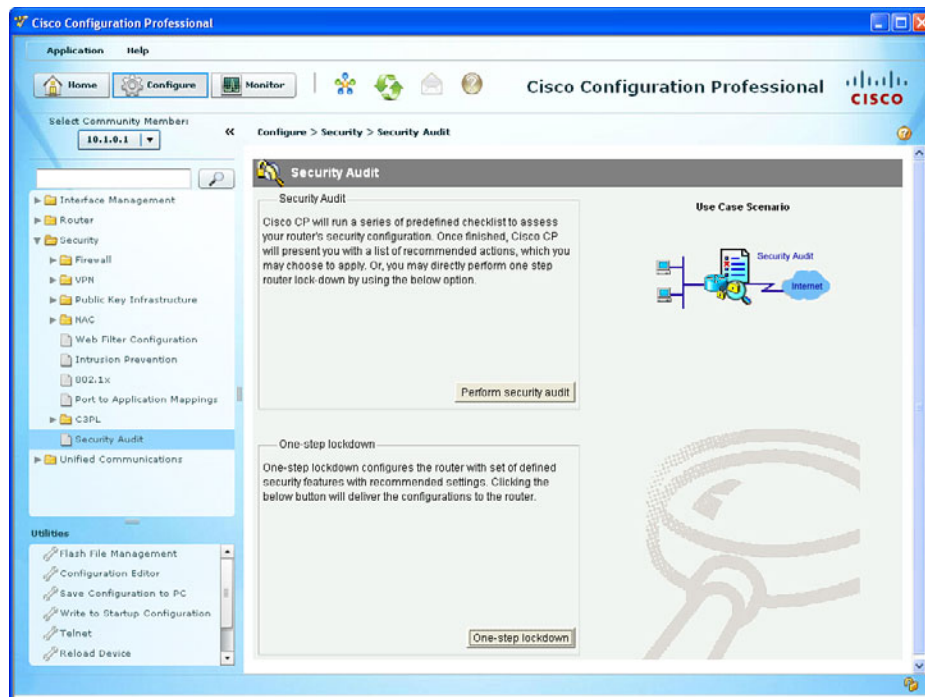 Cisco Configuration Professional
Application Help
Home Configure Monitor
Cisco Configuration Professional
CISCO
Select Community Member:
10.1.0.1
Configure > Security > Security Audit
Interface Management
Router
Security
Firewall
VPN
Public Key Infrastructure
NAC
Web Filter Configuration
Intrusion Prevention
802.1x
Port to Application Mappings
C3PL
Security Audit
Unified Communications
Utilities
Flash File Management
Configuration Editor
Save Configuration to PC
Write to Startup Configuration
Telnet
Reload Device
Security Audit
Security Audit
Cisco CP will run a series of predefined checklist to assess
your router's security configuration. Once finished, Cisco CP
will present you with a list of recommended actions, which you
may choose to apply. Or, you may directly perform one step
router lock-down by using the below option.
Perform security audit
One-step lockdown
One-step lockdown configures the router with set of defined
security features with recommended settings. Clicking the
below button will deliver the configurations to the router.
One-step lockdown
Use Case Scenario
Security Audit
Internet